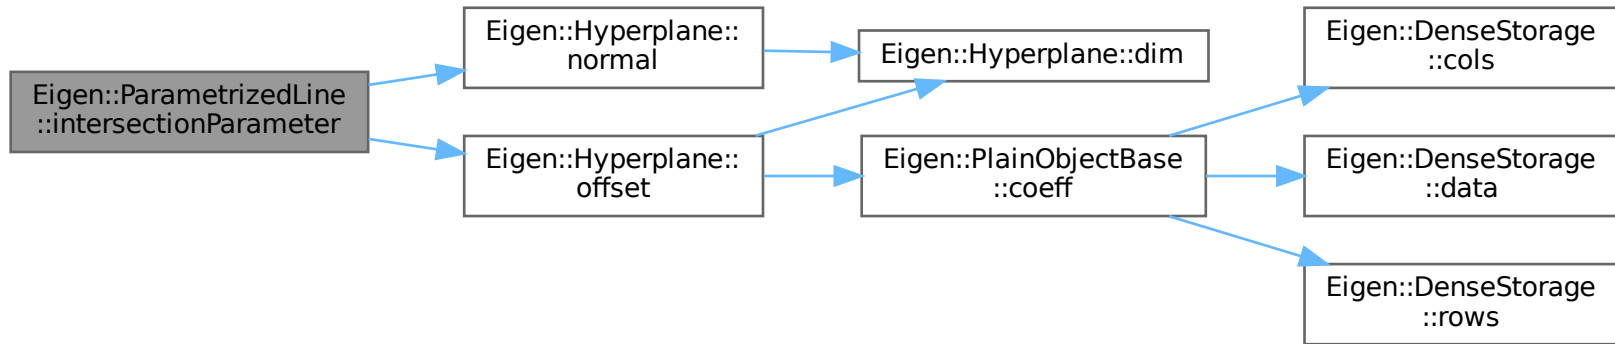 Eigen::ParametrizedLine
::intersectionParameter
Eigen::Hyperplane::
normal
Eigen::Hyperplane::
offset
Eigen::Hyperplane::dim
Eigen::PlainObjectBase
::coeff
Eigen::DenseStorage
::cols
Eigen::DenseStorage
::data
Eigen::DenseStorage
::rows